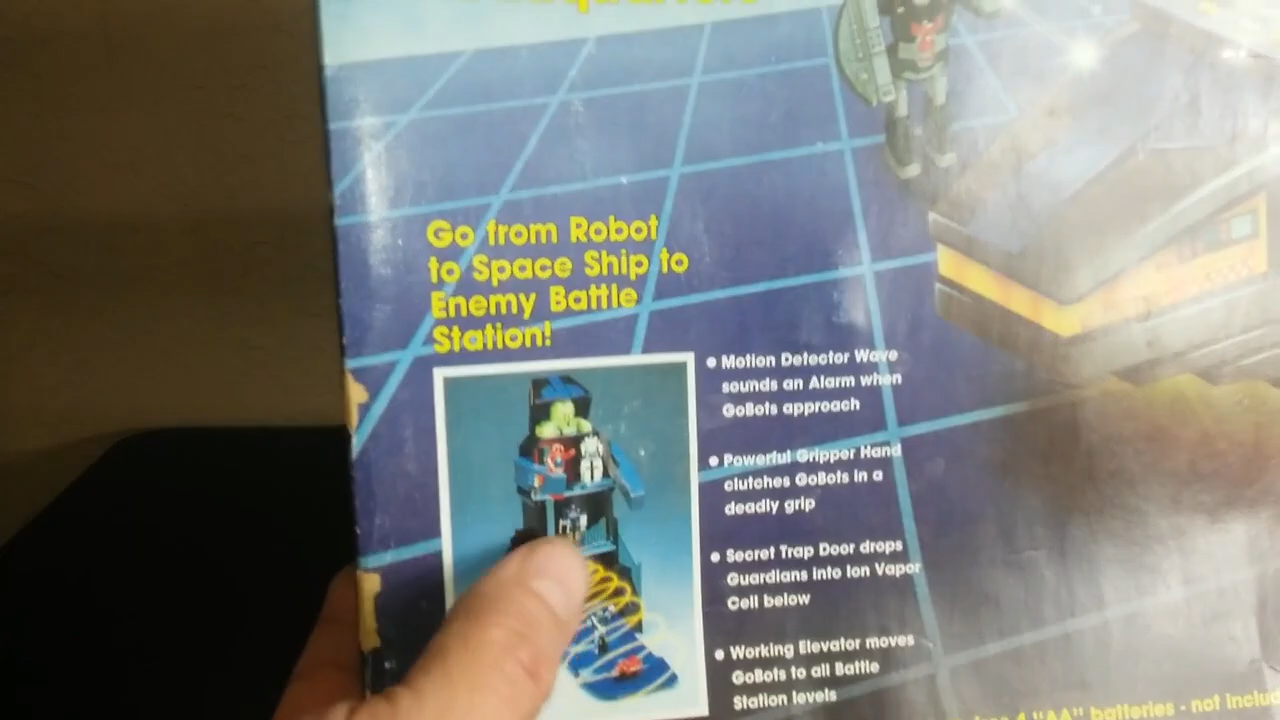 Go from Robot
to Space Ship to
Enemy Battle
Station!
• Motion Detector Wave
sounds an Alarm when
GoBots approach
• Powerful Gripper Hand
clutches GoBots in a
deadly grip
• Secret Trap Door drops
Guardians into Ion Vapor
Cell below
• Working Elevator moves
GoBots to all Battle
Station levels
4 "AA" batteries - not